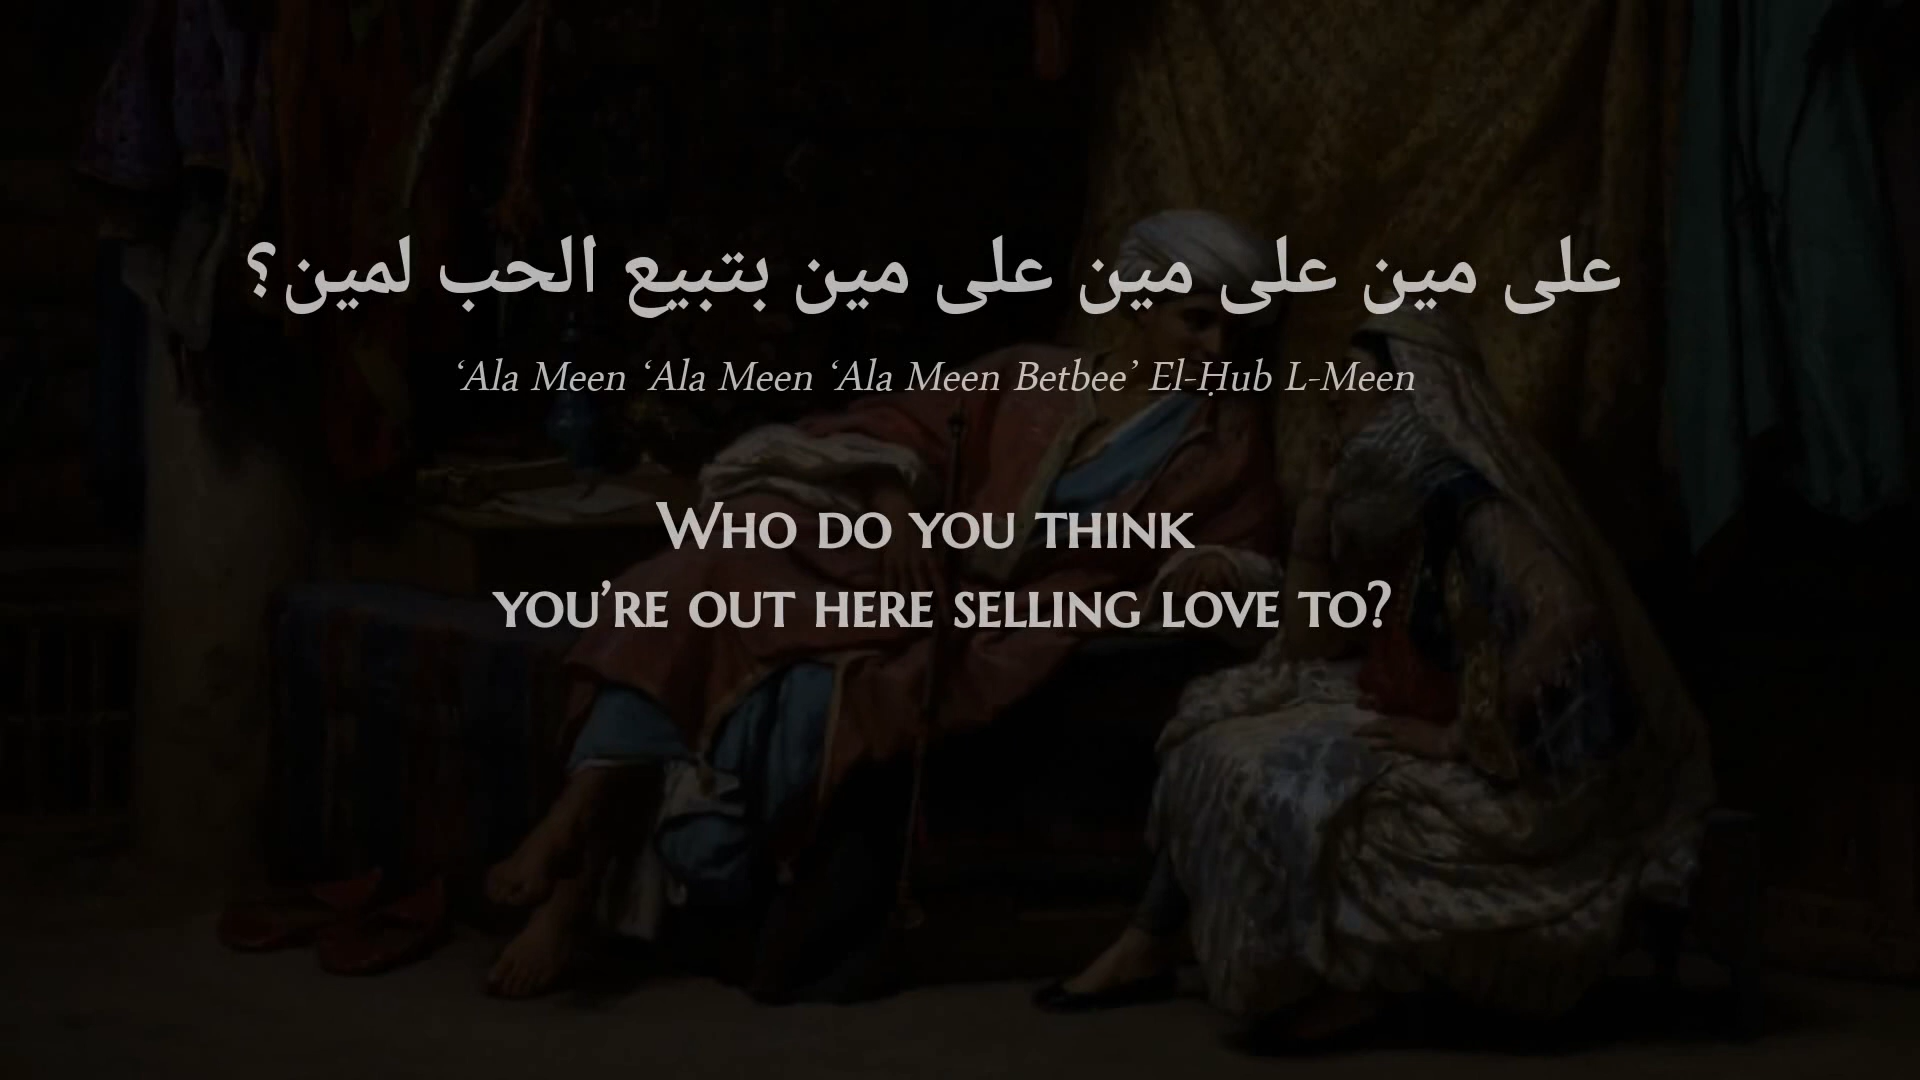 على مين على مين على مين بتبيع الحب لمين؟
‘Ala Meen ‘Ala Meen ‘Ala Meen Betbee’ El-Ḥub L-Meen
Who do you think
you’re out here selling love to?